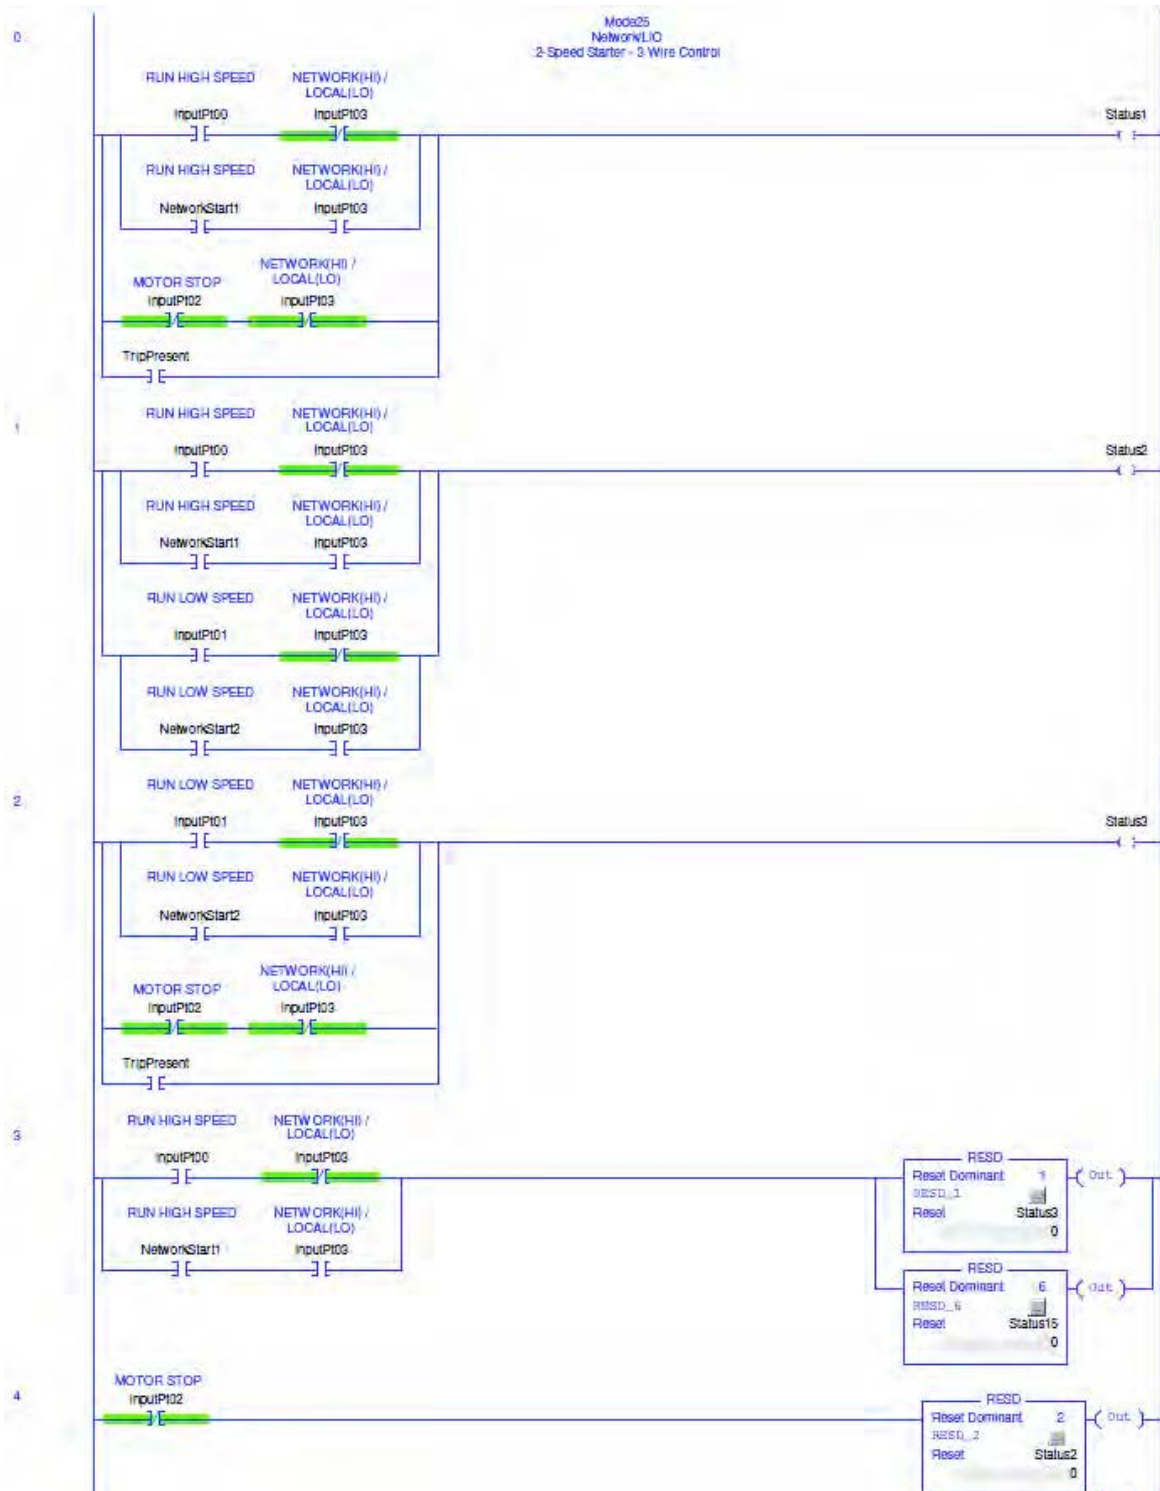 Mode25
Network/LIO
2-Speed Starter - 3 Wire Control
0
RUN HIGH SPEED
NETWORK(HI) /
LOCAL(LO)
InputPt00
InputPt03
Status1
RUN HIGH SPEED
NETWORK(HI) /
LOCAL(LO)
NetworkStart1
InputPt03
NETWORK(HI) /
LOCAL(LO)
MOTOR STOP
InputPt02
InputPt03
TripPresent
1
RUN HIGH SPEED
NETWORK(HI) /
LOCAL(LO)
InputPt00
InputPt03
Status2
RUN HIGH SPEED
NETWORK(HI) /
LOCAL(LO)
NetworkStart1
InputPt03
RUN LOW SPEED
NETWORK(HI) /
LOCAL(LO)
InputPt01
InputPt03
RUN LOW SPEED
NETWORK(HI) /
LOCAL(LO)
NetworkStart2
InputPt03
2
RUN LOW SPEED
NETWORK(HI) /
LOCAL(LO)
InputPt01
InputPt03
Status3
RUN LOW SPEED
NETWORK(HI) /
LOCAL(LO)
NetworkStart2
InputPt03
NETWORK(HI) /
LOCAL(LO)
MOTOR STOP
InputPt02
InputPt03
TripPresent
3
RUN HIGH SPEED
NETWORK(HI) /
LOCAL(LO)
InputPt00
InputPt03
RESD
Reset Dominant 1
Out
RESD_1
Reset Status3
0
RUN HIGH SPEED
NETWORK(HI) /
LOCAL(LO)
NetworkStart1
InputPt03
RESD
Reset Dominant 6
Out
RESD_6
Reset Status15
0
4
MOTOR STOP
InputPt02
RESD
Reset Dominant 2
Out
RESD_2
Reset Status2
0